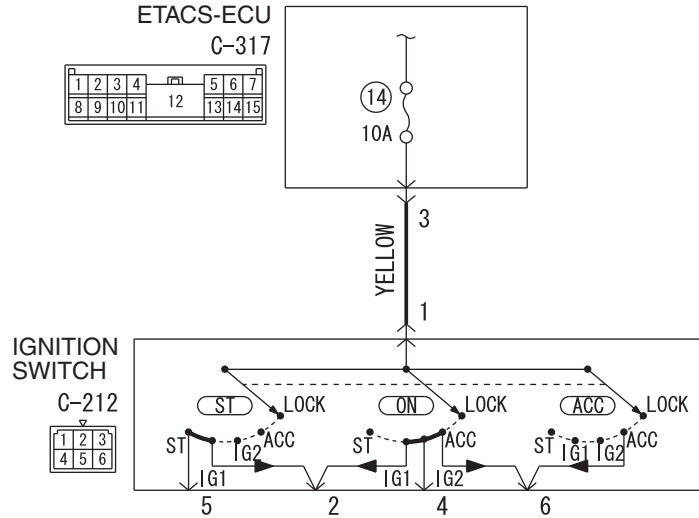 ETACS-ECU
C-317
1 2 3 4 5 6 7
8 9 10 11 12 13 14 15
14
10A
3
YELLOW
1
IGNITION
SWITCH
C-212
1 2 3
4 5 6
ST LOCK ON LOCK ACC LOCK
ST IG1 IG2 ACC ST IG1 IG2 ACC ST IG1 IG2 ACC
5 2 4 6